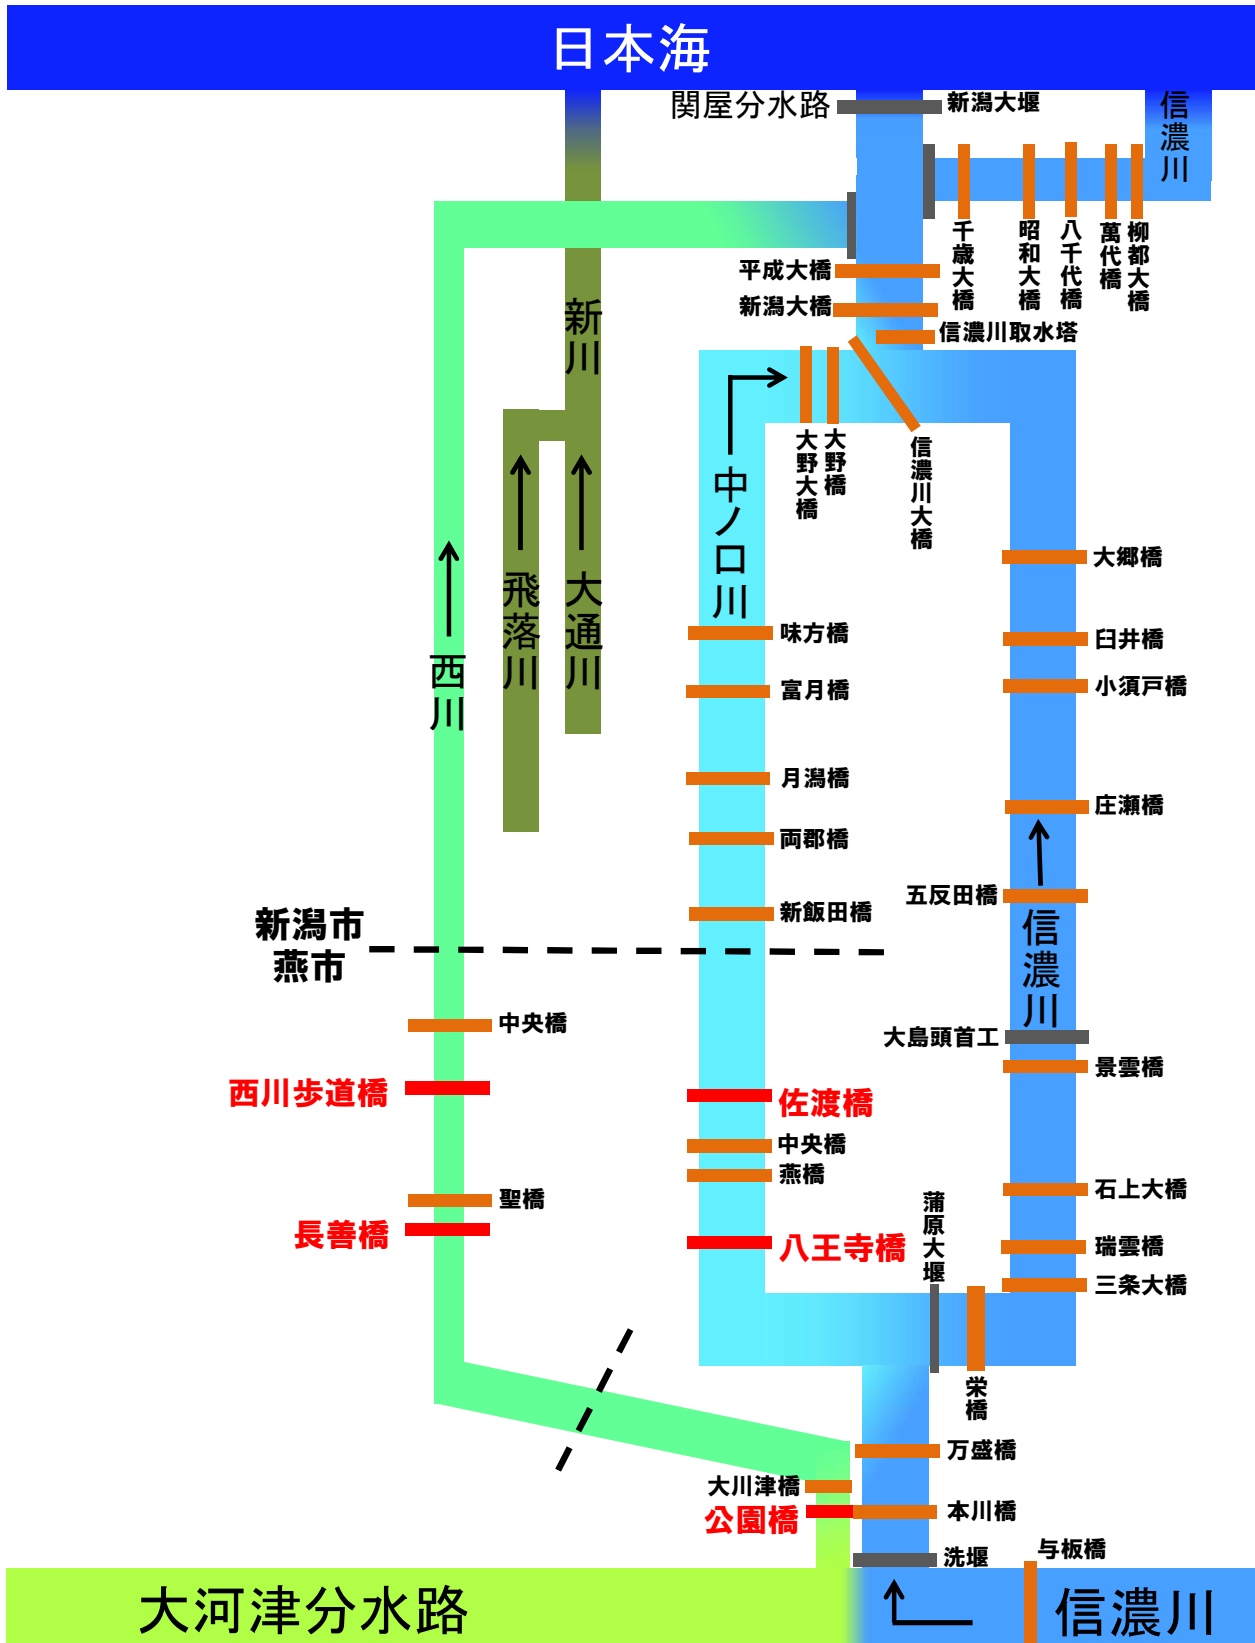 日本海
関屋分水路
新潟大堰
信濃川
千歳大橋
昭和大橋
八千代橋
萬代橋
柳都大橋
平成大橋
新潟大橋
信濃川取水塔
新川
大野大橋
大野橋
信濃川大橋
中ノ口川
大郷橋
飛落川
大通川
西川
味方橋
臼井橋
富月橋
小須戸橋
月潟橋
庄瀬橋
両郡橋
五反田橋
新飯田橋
信濃川
新潟市
燕市
中央橋
大島頭首工
景雲橋
西川歩道橋
佐渡橋
中央橋
燕橋
聖橋
長善橋
八王寺橋
蒲原大堰
石上大橋
瑞雲橋
三条大橋
栄橋
万盛橋
大川津橋
公園橋
本川橋
洗堰
与板橋
大河津分水路
信濃川